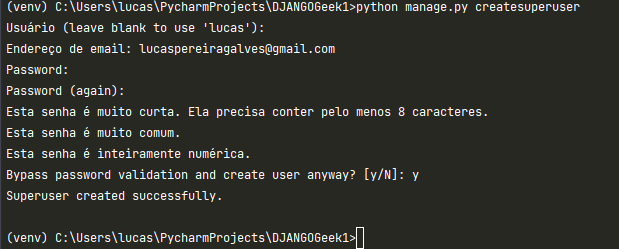 (venv) C:\Users\lucas\PycharmProjects\DJANGOGeek1>python manage.py createsuperuser
Usuário (leave blank to use 'lucas'):
Endereço de email: lucaspereiragalves@gmail.com
Password:
Password (again):
Esta senha é muito curta. Ela precisa conter pelo menos 8 caracteres.
Esta senha é muito comum.
Esta senha é inteiramente numérica.
Bypass password validation and create user anyway? [y/N]: y
Superuser created successfully.
(venv) C:\Users\lucas\PycharmProjects\DJANGOGeek1>